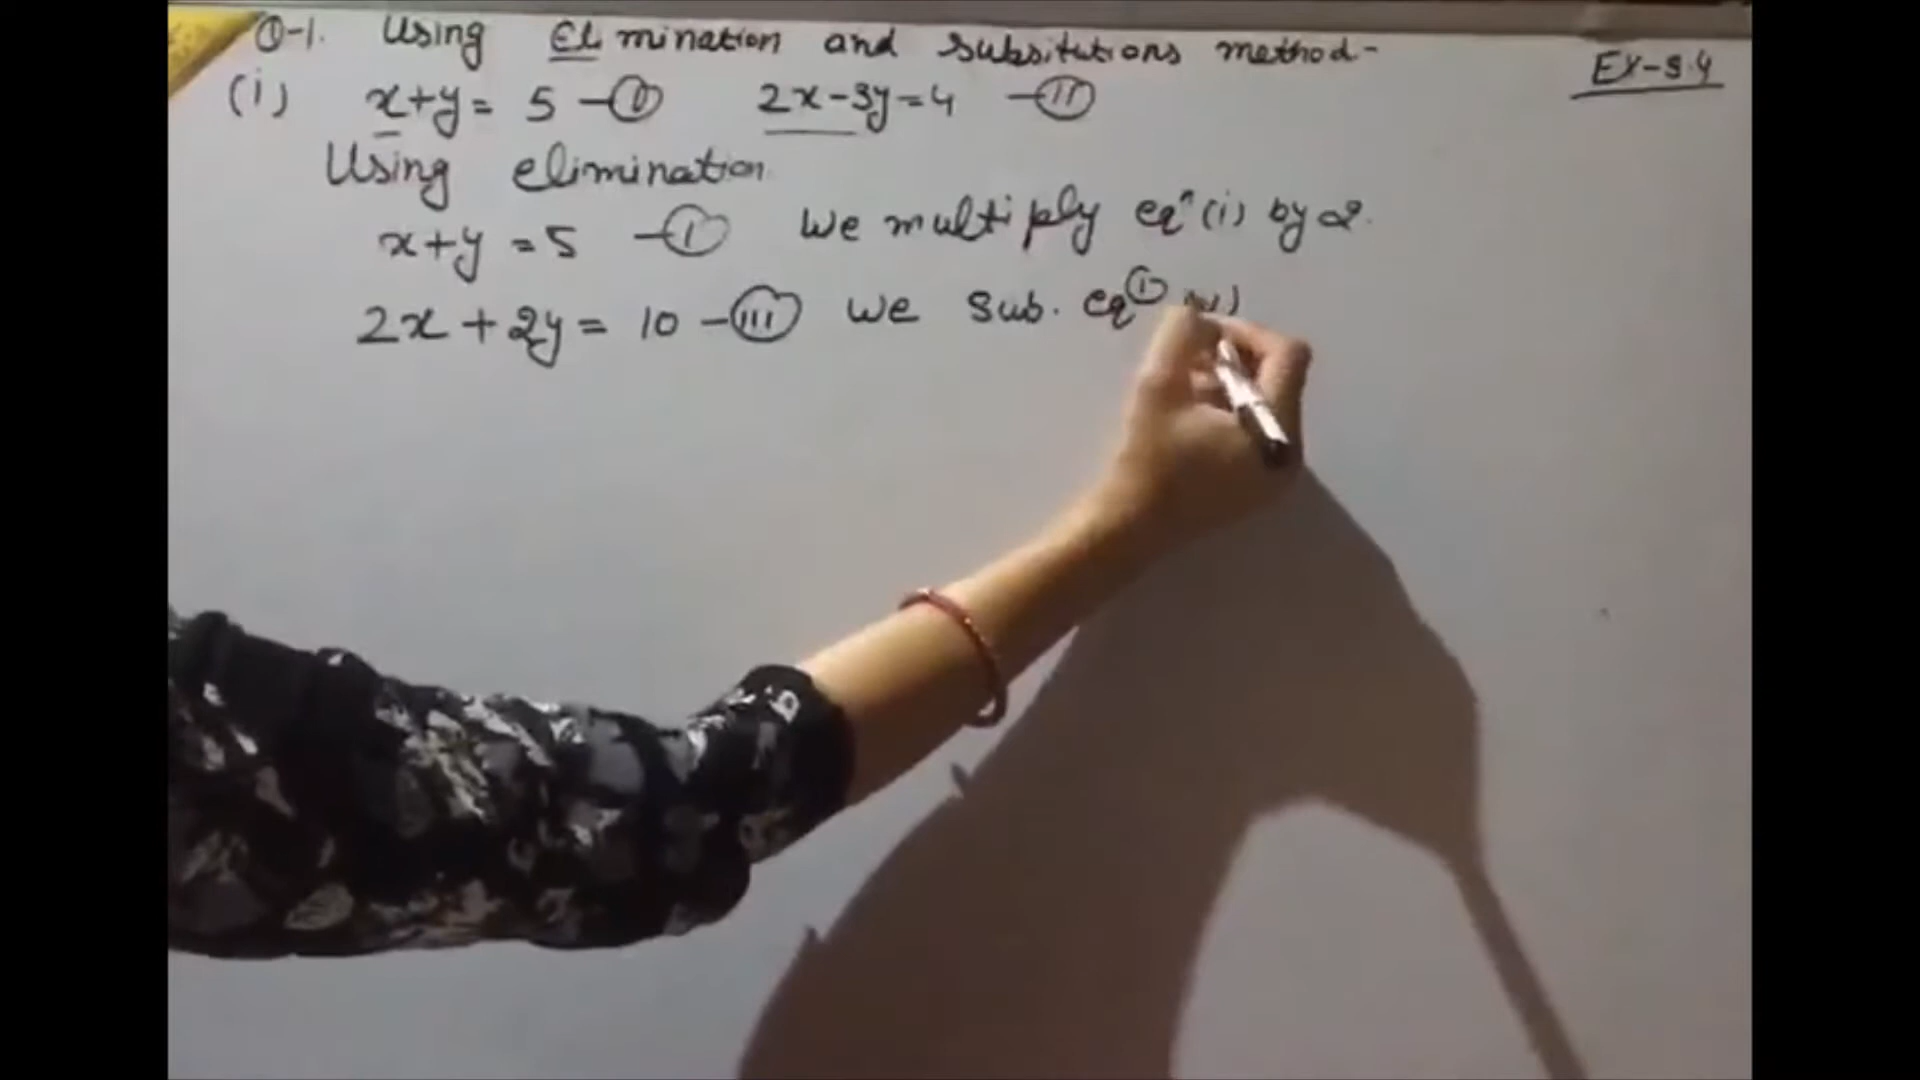 Q-1. Using Elimination and Subsitutions method-
Ex-3.4
(i) x+y= 5 -(I) 2x-3y=4 -(II)
Using elimination
x+y =5 -(I) We multiply eqⁿ(i) by 2.
2x+2y= 10 -(III) we sub. eq